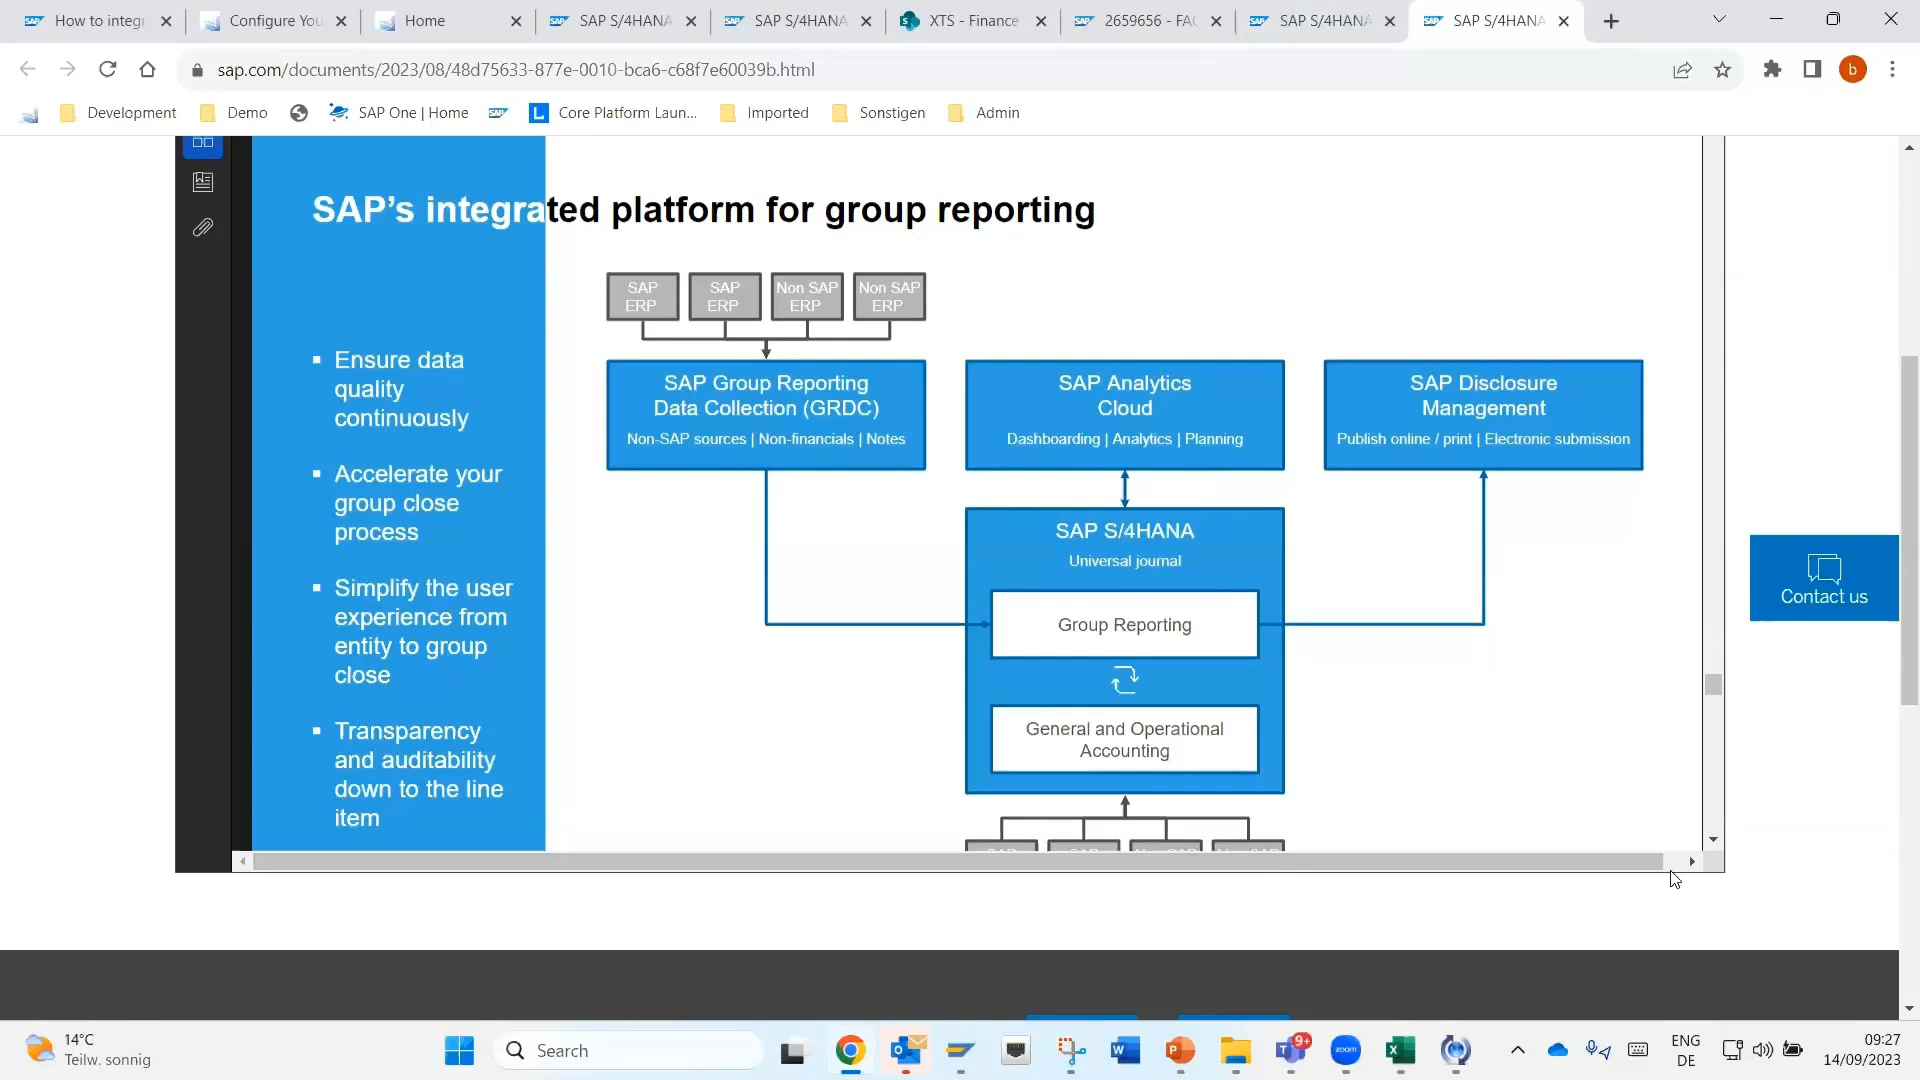 How to integr
Configure You
Home
SAP S/4HANA
SAP S/4HANA
XTS - Finance
2659656 - FAQ
SAP S/4HANA
SAP S/4HANA
sap.com/documents/2023/08/48d75633-877e-0010-bca6-c68f7e60039b.html
b
Development
Demo
SAP One | Home
L
Core Platform Laun...
Imported
Sonstigen
Admin
SAP’s integrated platform for group reporting
▪ Ensure data
quality
continuously
▪ Accelerate your
group close
process
▪ Simplify the user
experience from
entity to group
close
▪ Transparency
and auditability
down to the line
item
SAP
ERP
SAP
ERP
Non SAP
ERP
Non SAP
ERP
SAP Group Reporting
Data Collection (GRDC)
Non-SAP sources | Non-financials | Notes
SAP Analytics
Cloud
Dashboarding | Analytics | Planning
SAP Disclosure
Management
Publish online / print | Electronic submission
SAP S/4HANA
Universal journal
Group Reporting
General and Operational
Accounting
Contact us
14°C
Teilw. sonnig
Search
9+
zoom
ENG
DE
09:27
14/09/2023